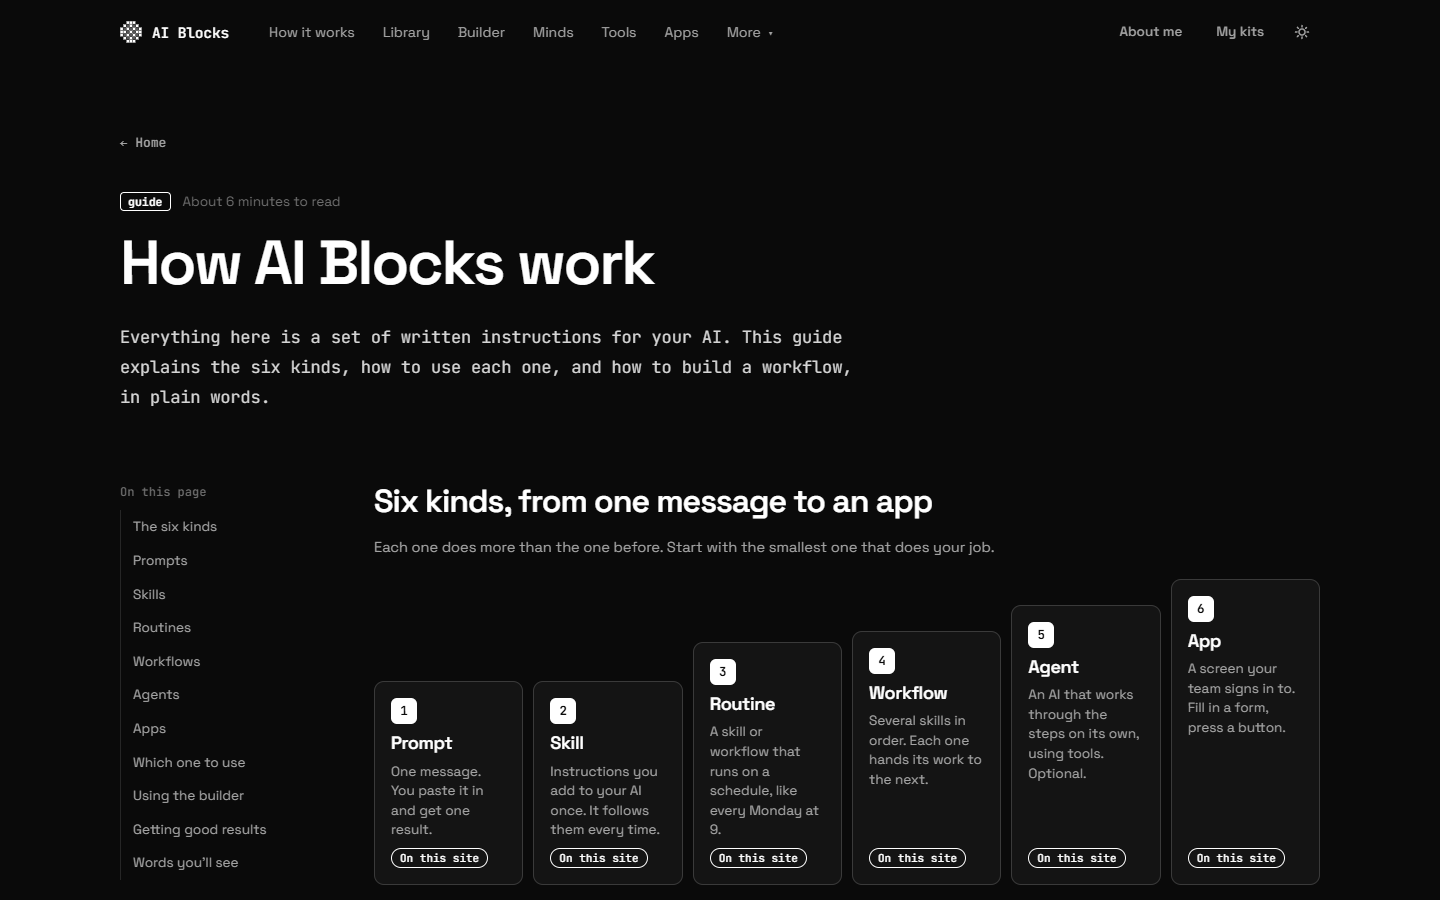 AI Blocks
How it works
Library
Builder
Minds
Tools
Apps
More ▾
About me
My kits
← Home
guide
About 6 minutes to read
How AI Blocks work
Everything here is a set of written instructions for your AI. This guide
explains the six kinds, how to use each one, and how to build a workflow,
in plain words.
On this page
The six kinds
Prompts
Skills
Routines
Workflows
Agents
Apps
Which one to use
Using the builder
Getting good results
Words you'll see
Six kinds, from one message to an app
Each one does more than the one before. Start with the smallest one that does your job.
1
Prompt
One message.
You paste it in
and get one
result.
On this site
2
Skill
Instructions you
add to your AI
once. It follows
them every time.
On this site
3
Routine
A skill or
workflow that
runs on a
schedule, like
every Monday at
9.
On this site
4
Workflow
Several skills in
order. Each one
hands its work to
the next.
On this site
5
Agent
An AI that works
through the
steps on its own,
using tools.
Optional.
On this site
6
App
A screen your
team signs in to.
Fill in a form,
press a button.
On this site